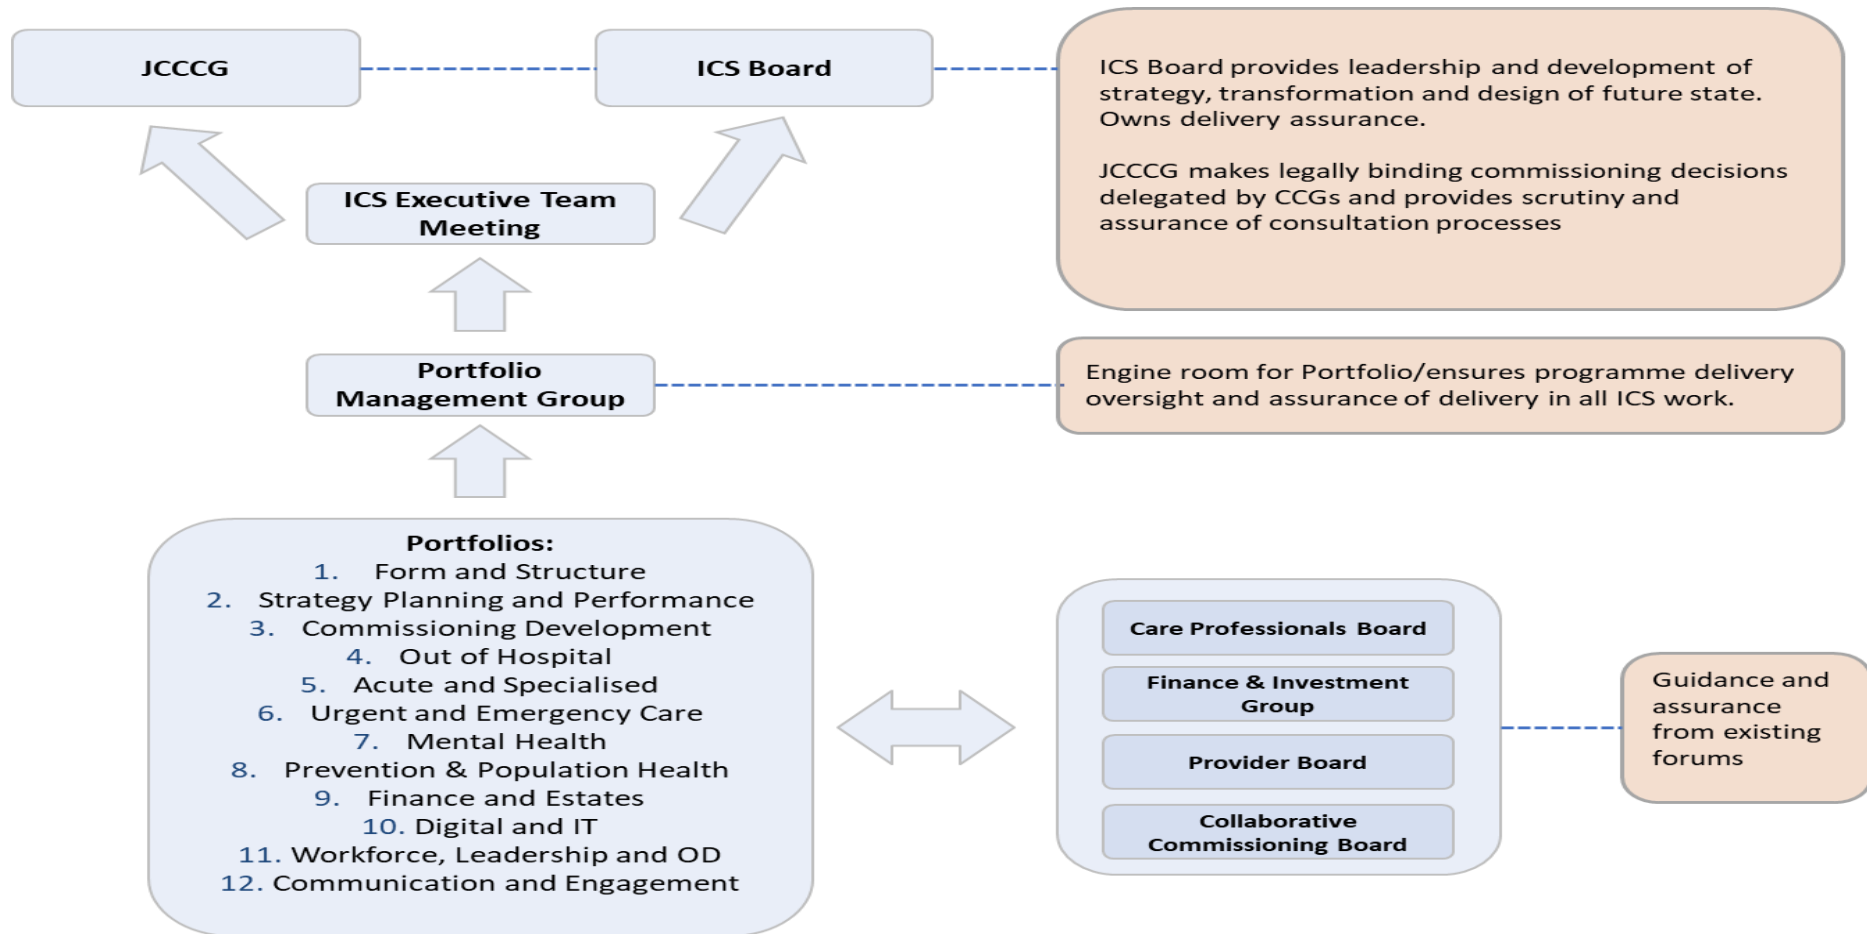 JCCCG
ICS Board
ICS Board provides leadership and development of
strategy, transformation and design of future state.
Owns delivery assurance.
JCCCG makes legally binding commissioning decisions
delegated by CCGs and provides scrutiny and
assurance of consultation processes
ICS Executive Team
Meeting
Portfolio
Management Group
Engine room for Portfolio/ensures programme delivery
oversight and assurance of delivery in all ICS work.
Portfolios:
1. Form and Structure
2. Strategy Planning and Performance
3. Commissioning Development
4. Out of Hospital
5. Acute and Specialised
6. Urgent and Emergency Care
7. Mental Health
8. Prevention & Population Health
9. Finance and Estates
10. Digital and IT
11. Workforce, Leadership and OD
12. Communication and Engagement
Care Professionals Board
Finance & Investment
Group
Provider Board
Collaborative
Commissioning Board
Guidance and
assurance
from existing
forums